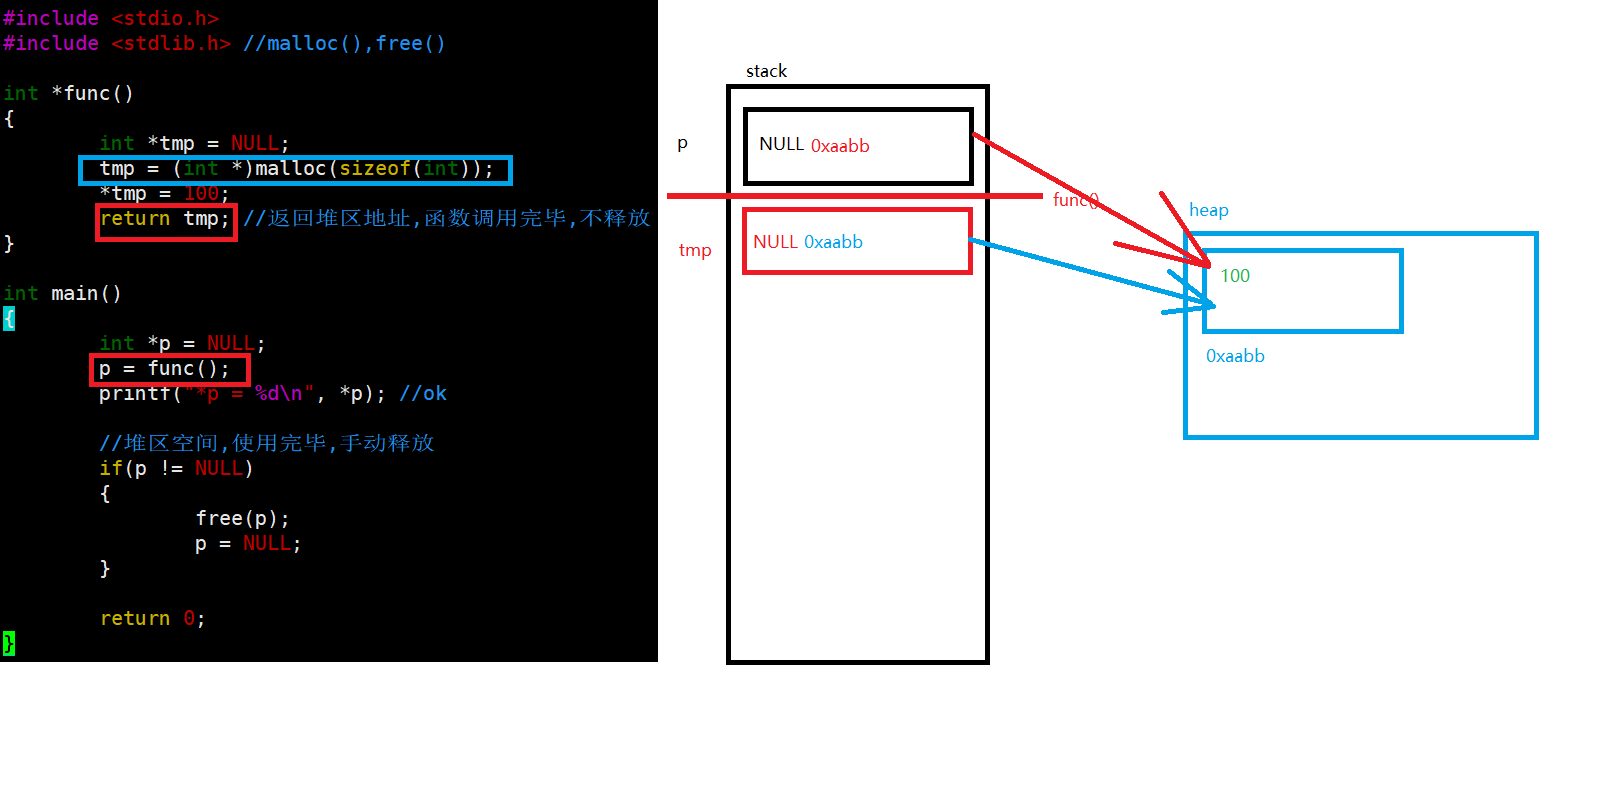 #include <stdio.h>
#include <stdlib.h> //malloc(),free()
int *func()
{
int *tmp = NULL;
tmp = (int *)malloc(sizeof(int));
*tmp = 100;
return tmp; //返回堆区地址,函数调用完毕,不释放
}
int main()
{
int *p = NULL;
p = func();
printf("*p = %d\n", *p); //ok
//堆区空间,使用完毕,手动释放
if(p != NULL)
{
free(p);
p = NULL;
}
return 0;
}
stack
p
NULL 0xaabb
func()
tmp
NULL 0xaabb
heap
100
0xaabb